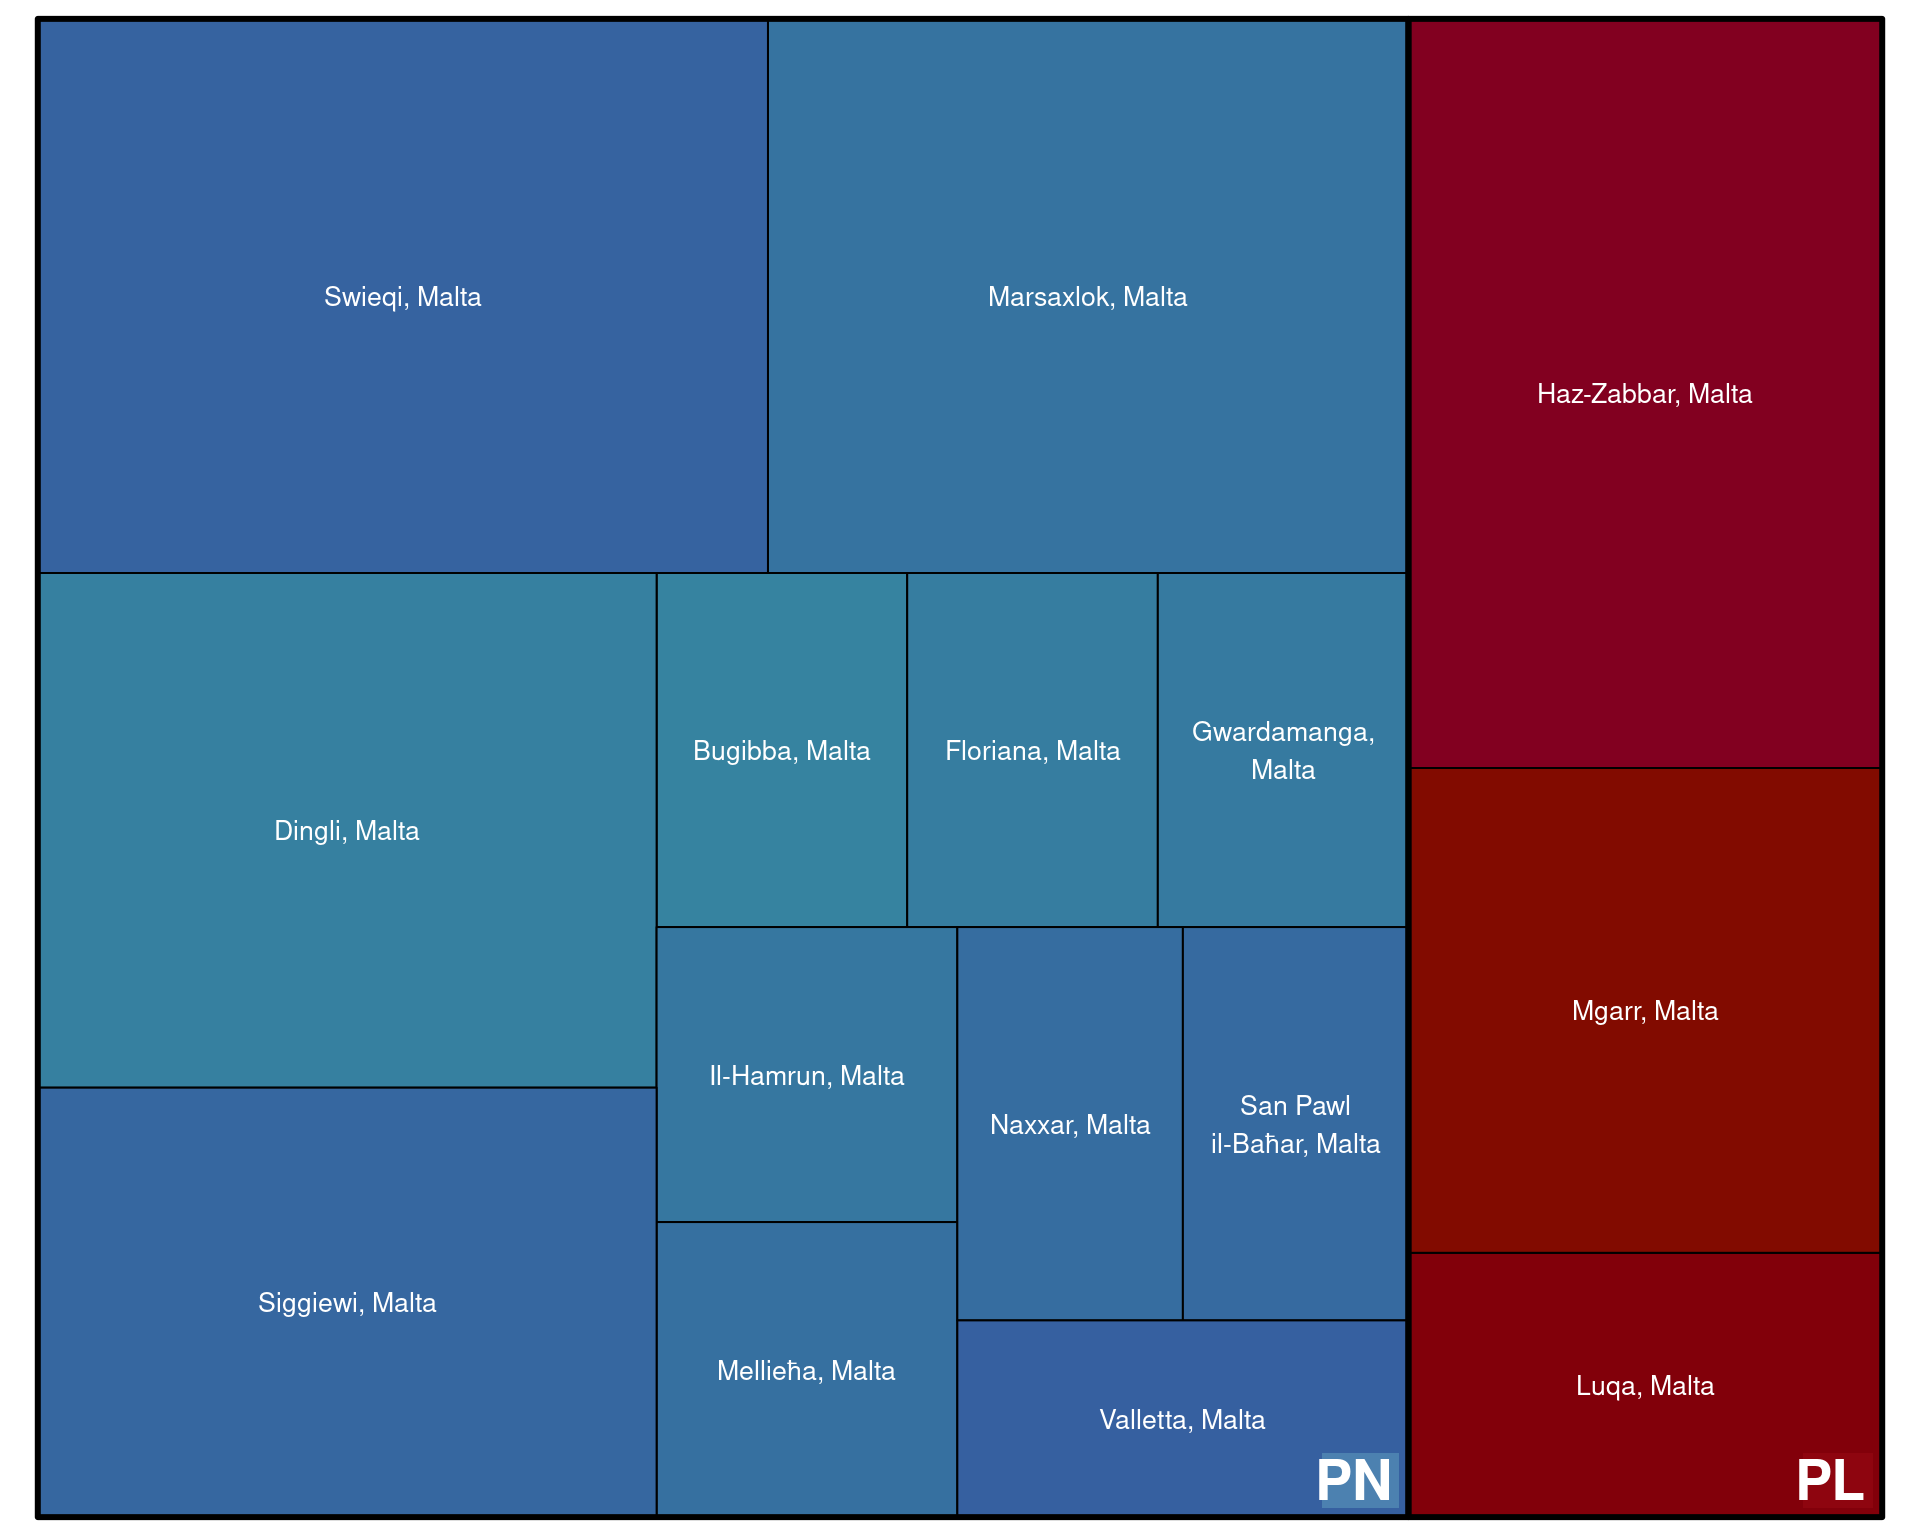 Swieqi, Malta
Marsaxlok, Malta
Haz-Zabbar, Malta
Dingli, Malta
Bugibba, Malta
Floriana, Malta
Gwardamanga,
Malta
Mgarr, Malta
Il-Hamrun, Malta
Naxxar, Malta
San Pawl
il-Baħar, Malta
Siggiewi, Malta
Mellieħa, Malta
Valletta, Malta
Luqa, Malta
PN
PL